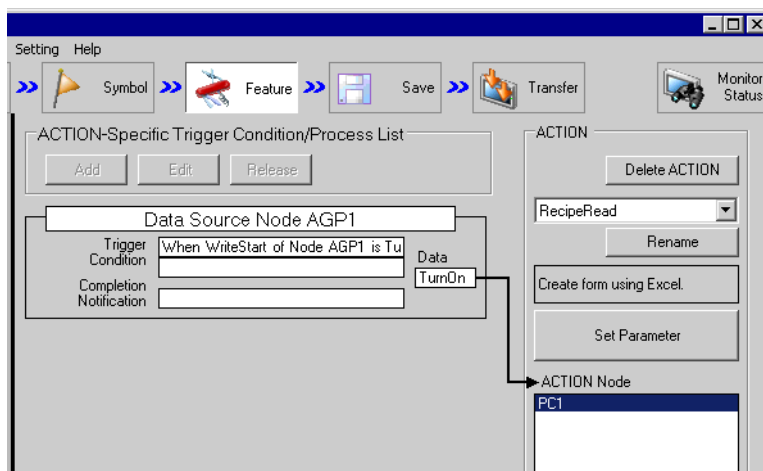 Setting Help
Symbol Feature Save Transfer Monitor Status
ACTION-Specific Trigger Condition/Process List
Add Edit Release
Data Source Node AGP1
Trigger Condition
When WriteStart of Node AGP1 is Tu
Data
TurnOn
Completion Notification
ACTION
Delete ACTION
RecipeRead
Rename
Create form using Excel.
Set Parameter
ACTION Node
PC1